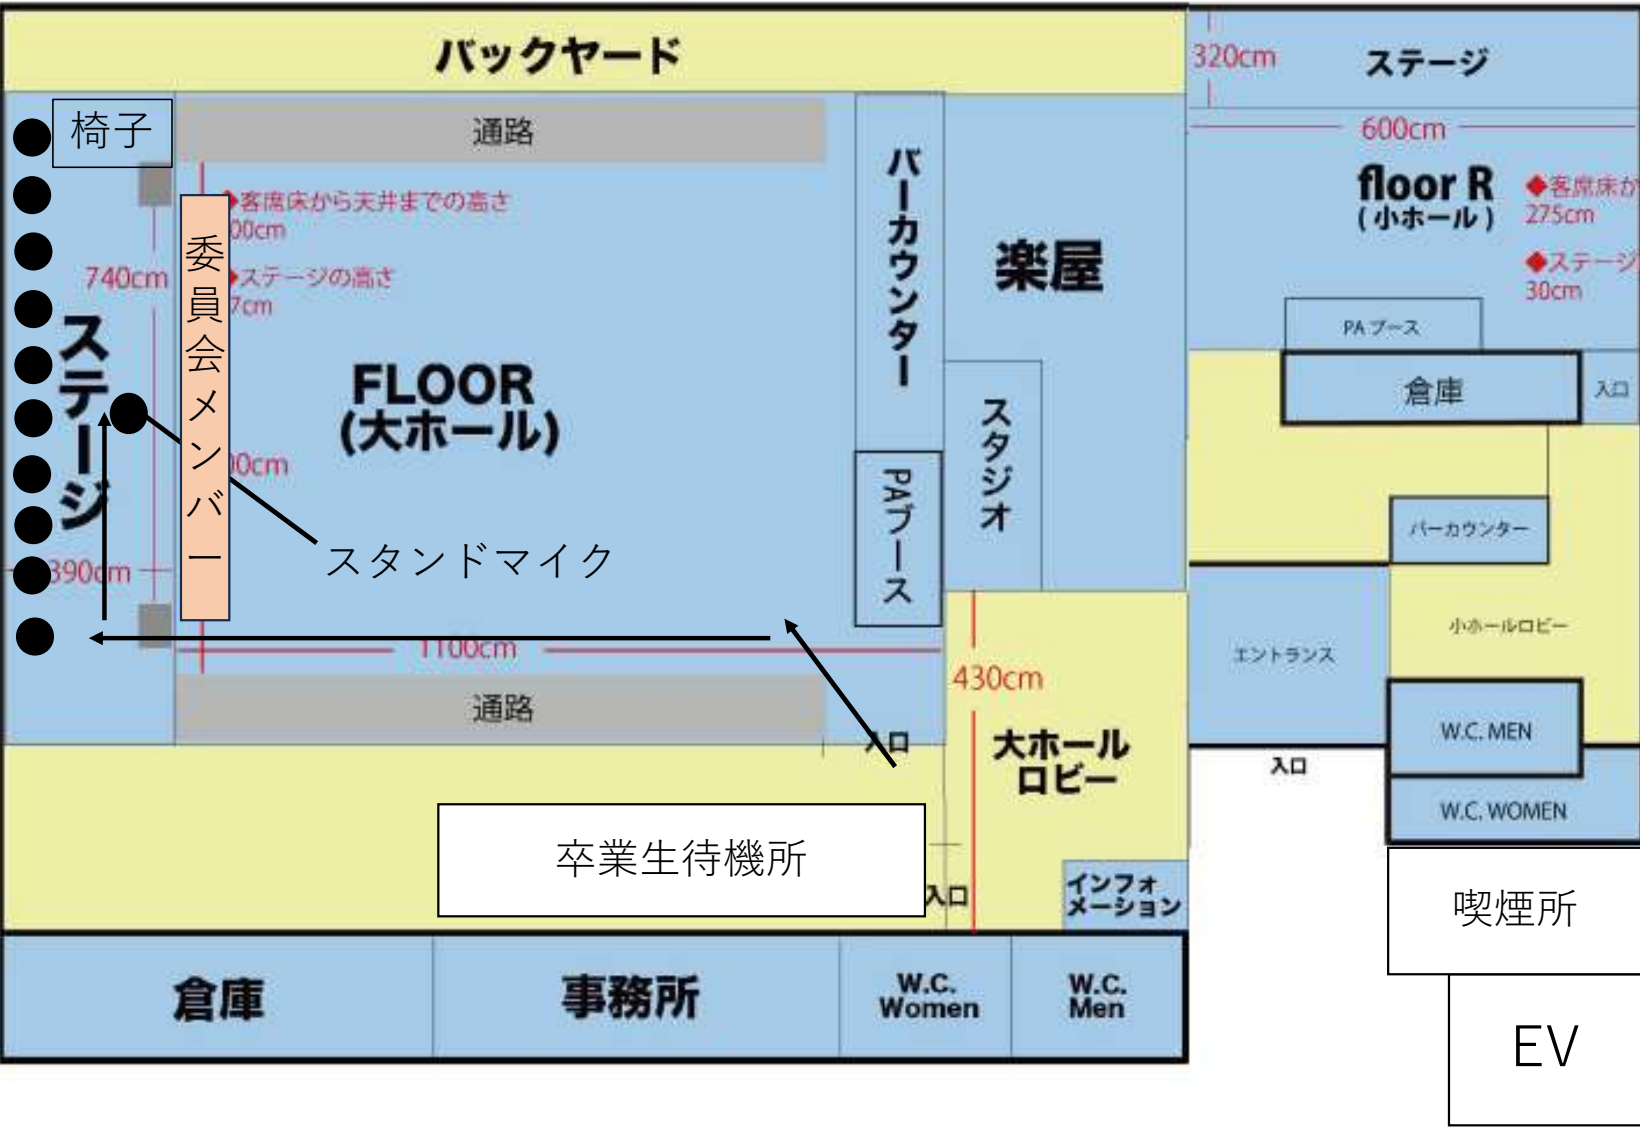 バックヤード
320cm
ステージ
椅子
通路
600cm
バーカウンター
floor R
(小ホール)
◆客席床か
275cm
◆ステージ
30cm
◆客席床から天井までの高さ
00cm
委員会メンバー
楽屋
740cm
◆ステージの高さ
7cm
ステージ
PAブース
倉庫
入口
FLOOR
(大ホール)
スタジオ
00cm
PAブース
バーカウンター
スタンドマイク
390cm
小ホールロビー
エントランス
1100cm
430cm
通路
入口
大ホール
ロビー
W.C. MEN
入口
W.C. WOMEN
卒業生待機所
入口
インフォ
メーション
喫煙所
倉庫
事務所
W.C.
Women
W.C.
Men
EV